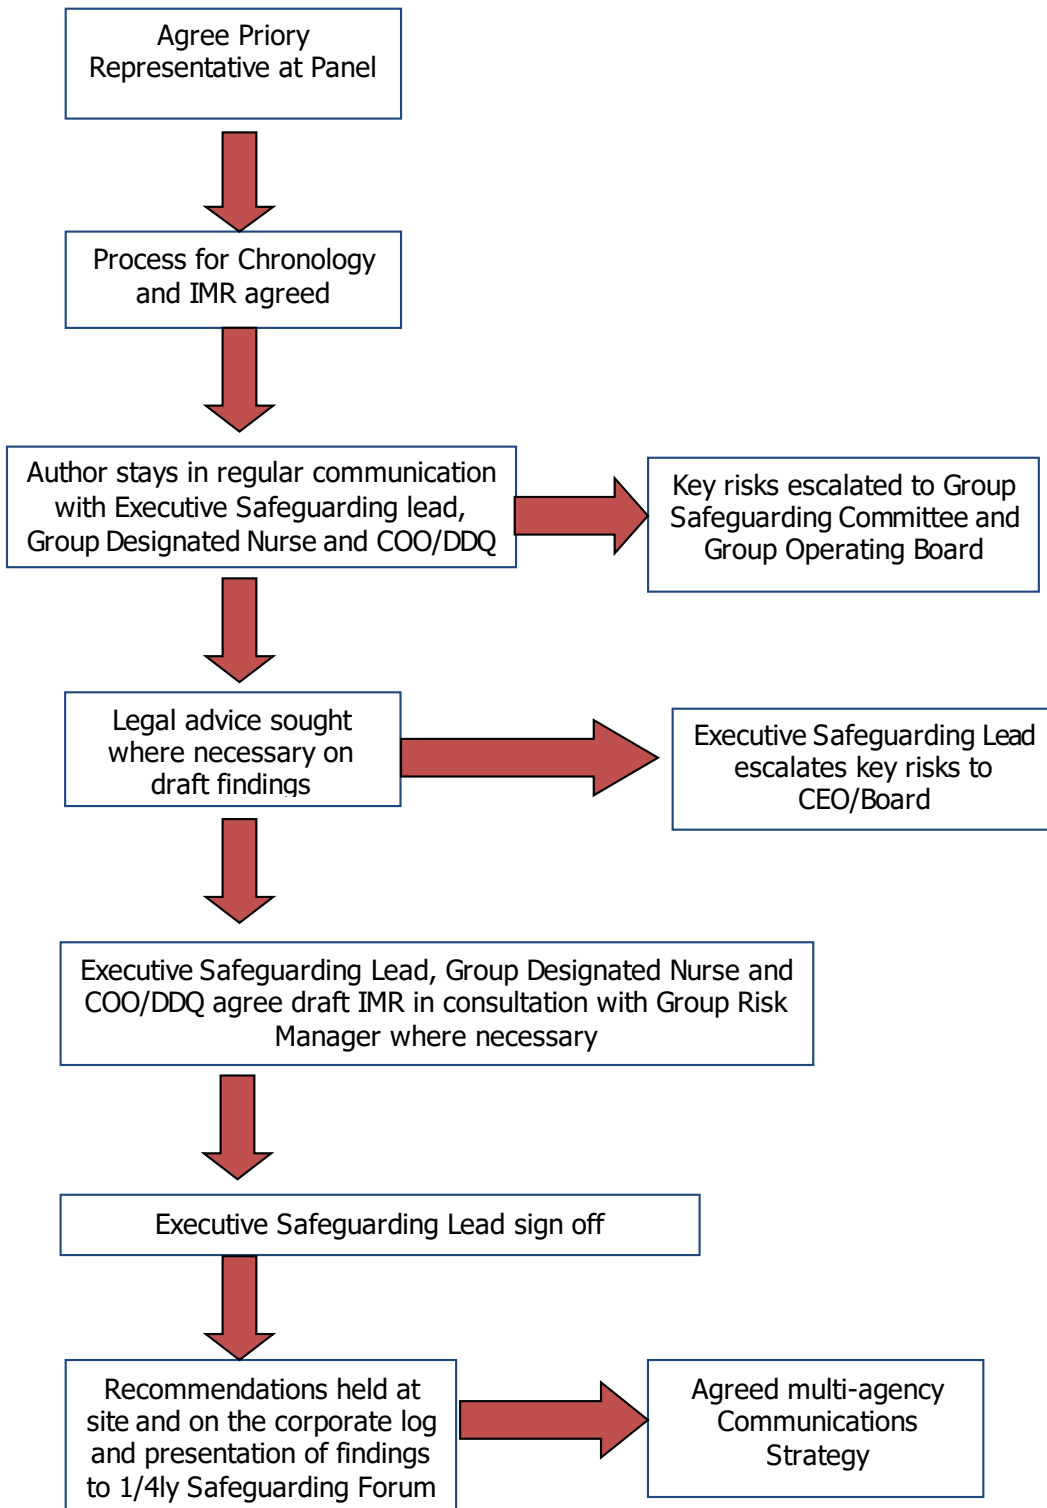 Agree Priory
Representative at Panel
Process for Chronology
and IMR agreed
Author stays in regular communication
with Executive Safeguarding lead,
Group Designated Nurse and COO/DDQ
Key risks escalated to Group
Safeguarding Committee and
Group Operating Board
Legal advice sought
where necessary on
draft findings
Executive Safeguarding Lead
escalates key risks to
CEO/Board
Executive Safeguarding Lead, Group Designated Nurse and
COO/DDQ agree draft IMR in consultation with Group Risk
Manager where necessary
Executive Safeguarding Lead sign off
Recommendations held at
site and on the corporate log
and presentation of findings
to 1/4ly Safeguarding Forum
Agreed multi-agency
Communications
Strategy